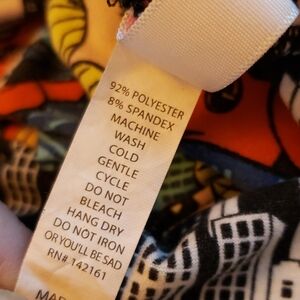 92% POLYESTER
8% SPANDEX
MACHINE
WASH
COLD
GENTLE
CYCLE
DO NOT
BLEACH
HANG DRY
DO NOT IRON
OR YOU'LL BE SAD
RN# 142161